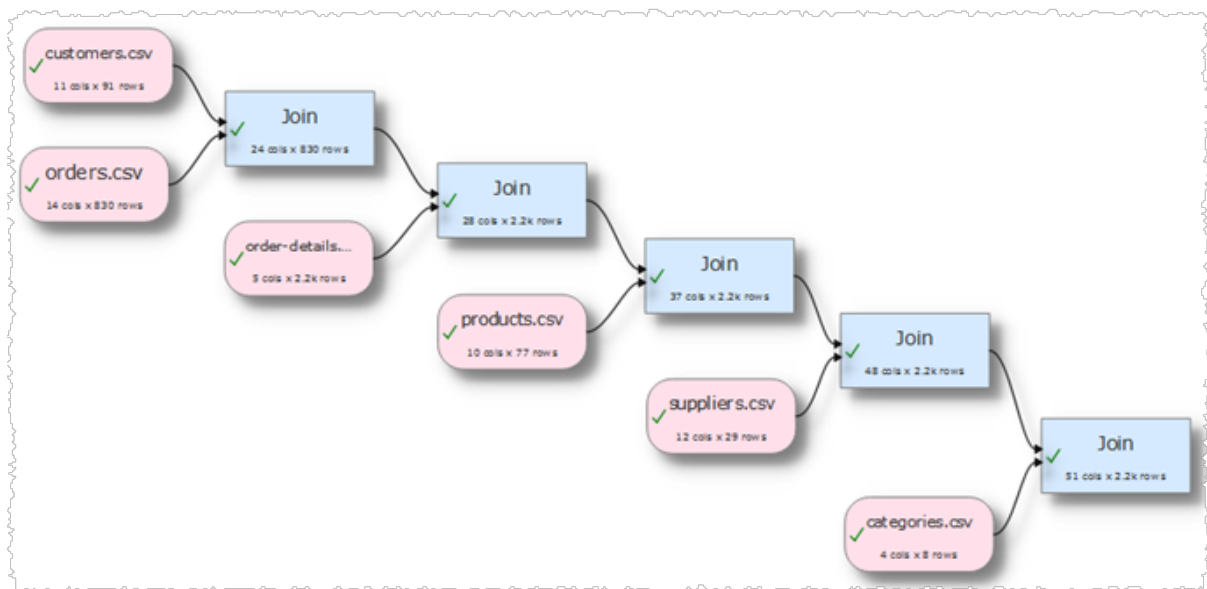 customers.csv
11 cols x 91 rows
Join
24 cols x 830 rows
orders.csv
14 cols x 830 rows
Join
28 cols x 2.2k rows
order-details....
5 cols x 2.2k rows
Join
37 cols x 2.2k rows
products.csv
10 cols x 77 rows
Join
48 cols x 2.2k rows
suppliers.csv
12 cols x 29 rows
Join
51 cols x 2.2k rows
categories.csv
4 cols x 8 rows